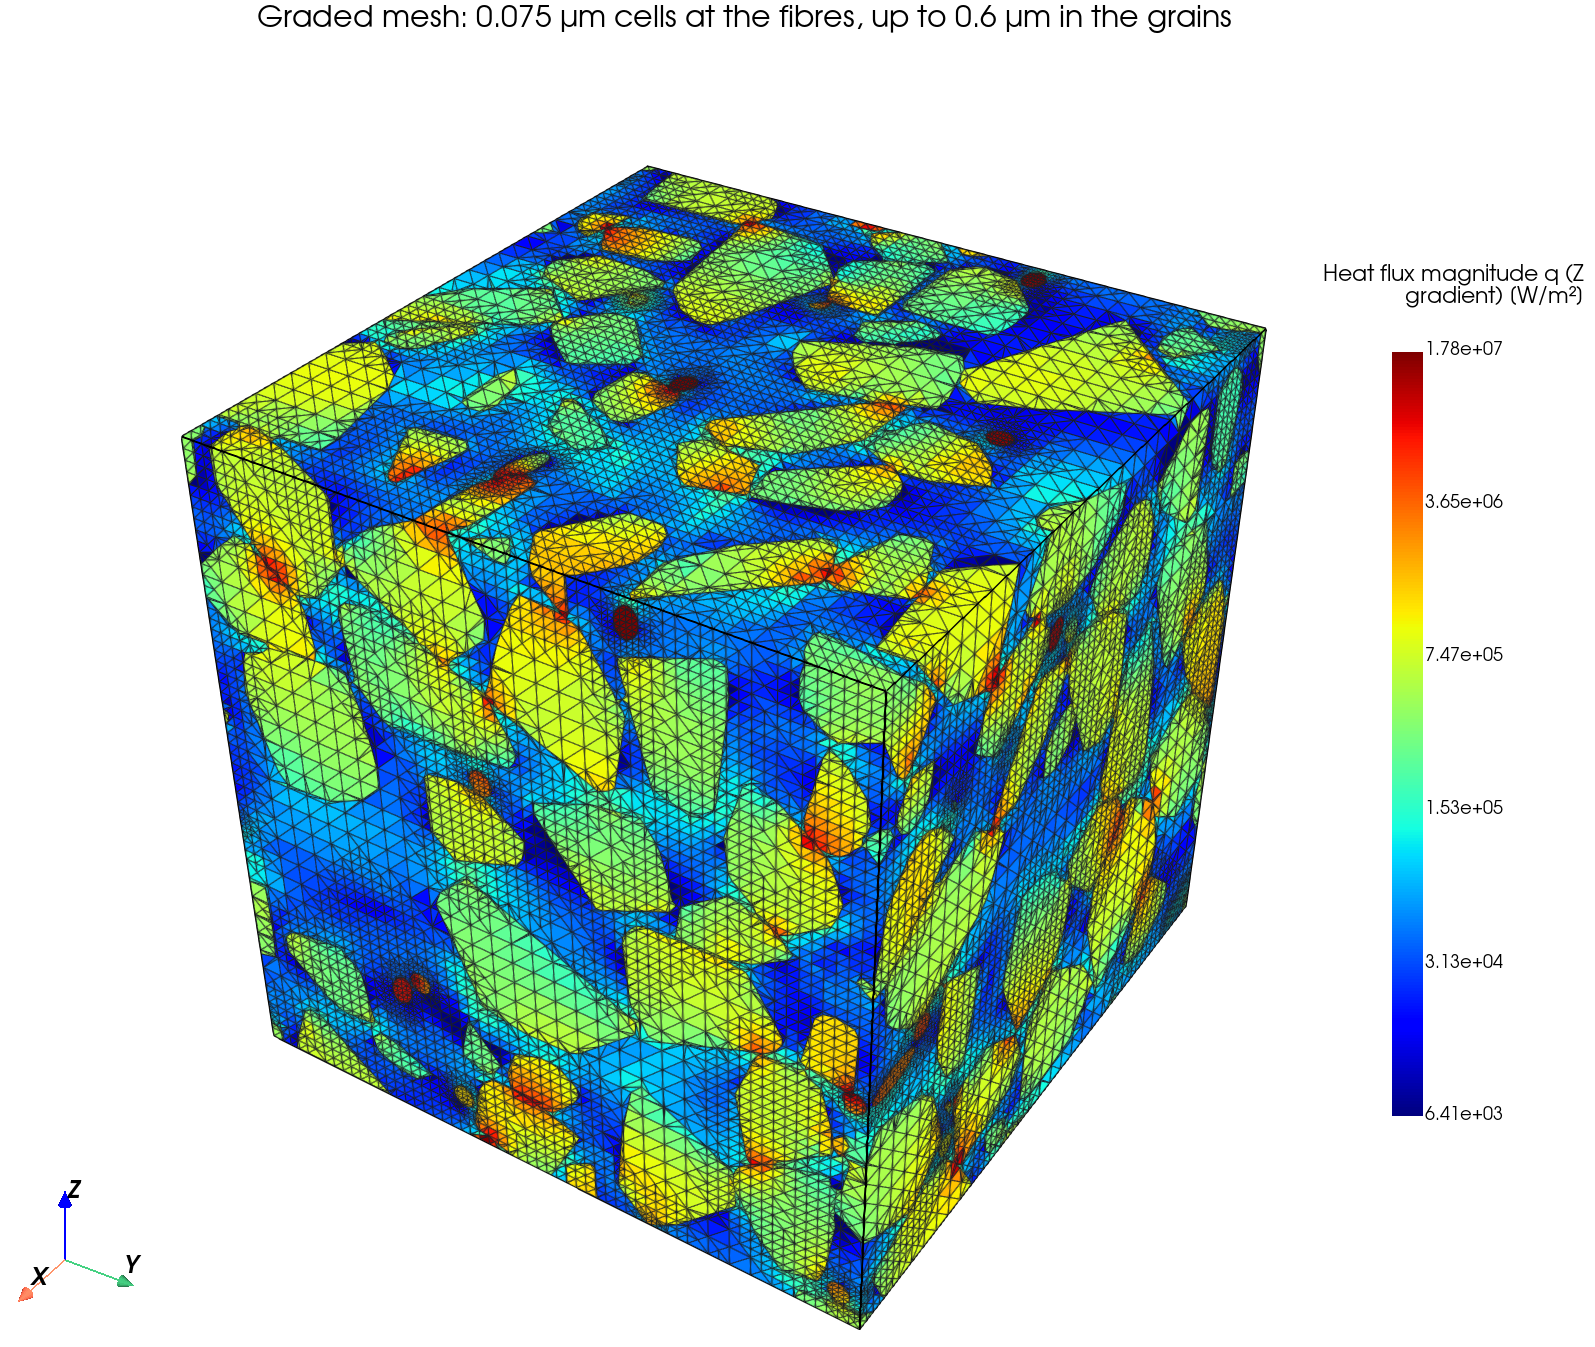 Graded mesh: 0.075 µm cells at the fibres, up to 0.6 µm in the grains
Heat flux magnitude q (Z
gradient) [W/m²]
1.78e+07
3.65e+06
7.47e+05
1.53e+05
3.13e+04
6.41e+03
Z
Y
X